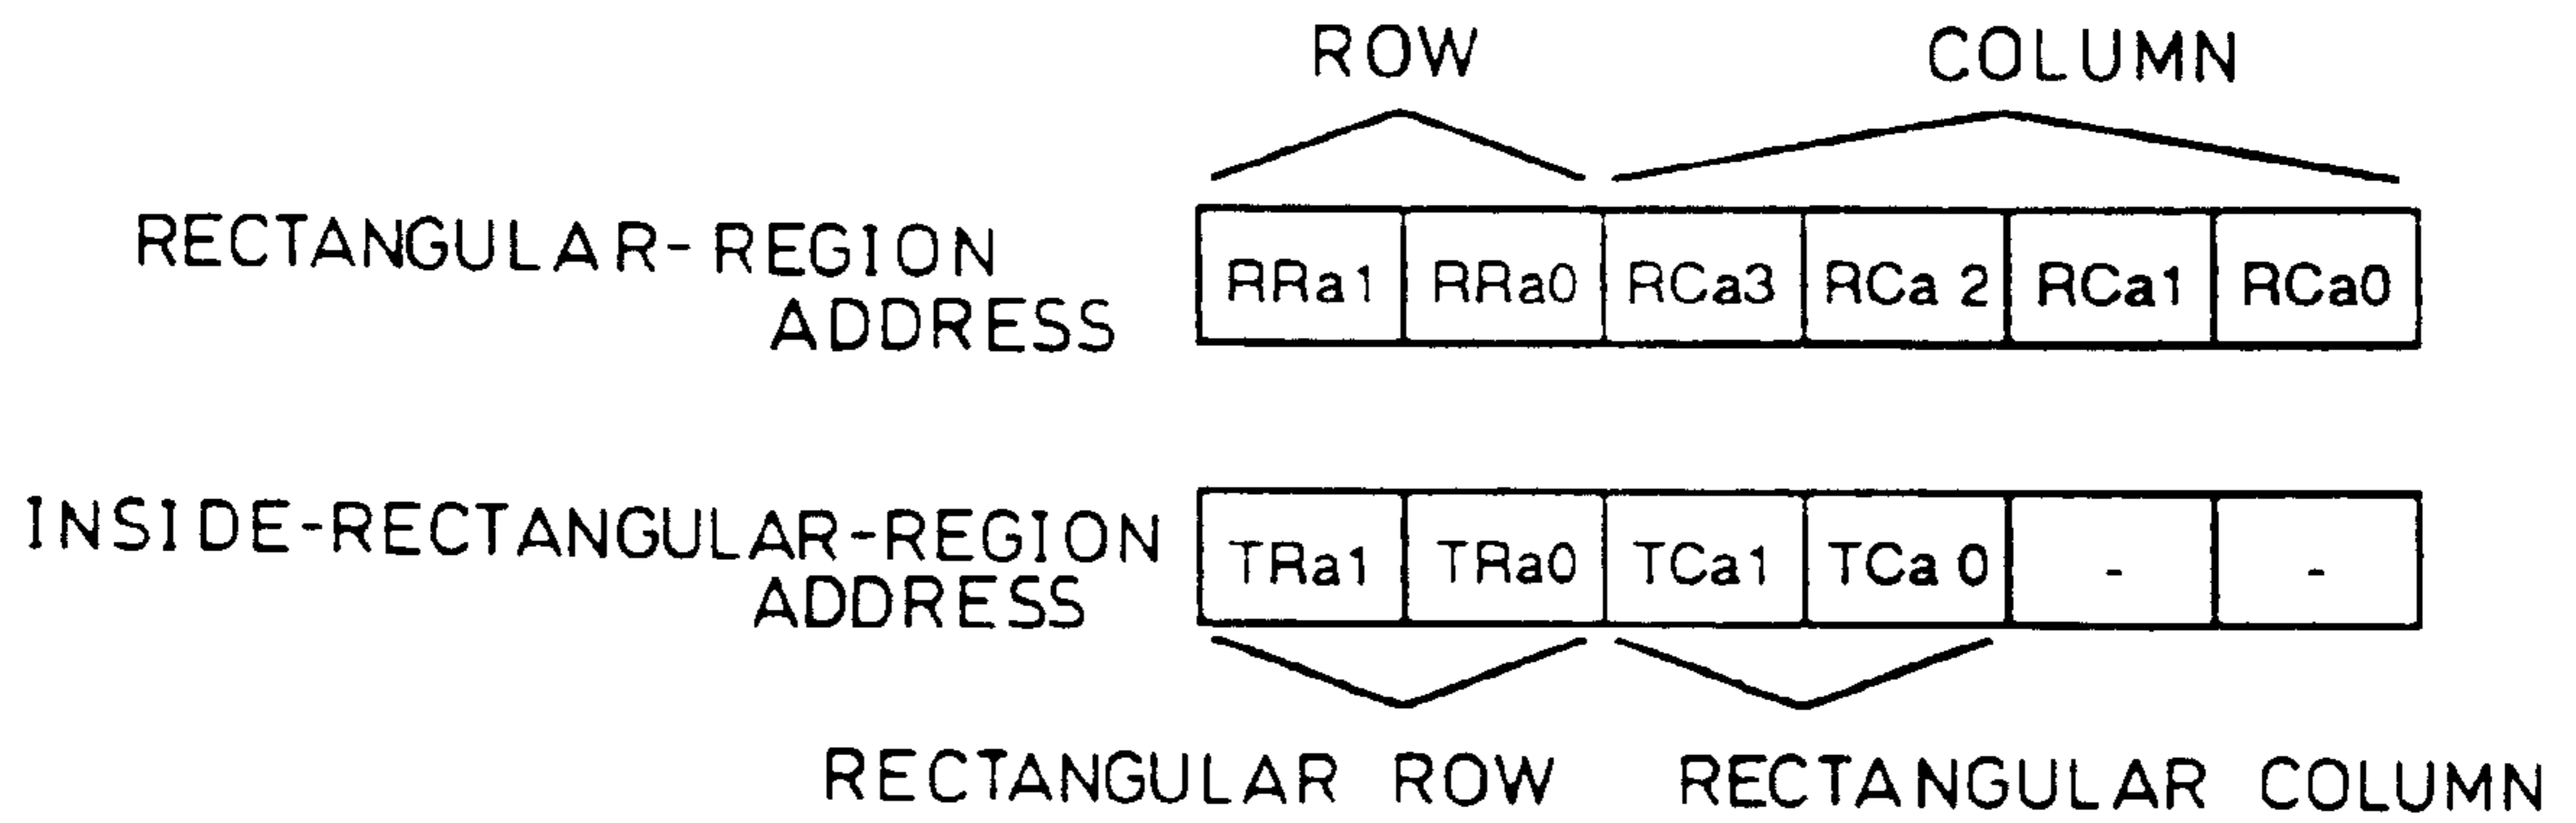 ROW COLUMN
RECTANGULAR-REGION
ADDRESS
RRa1 RRa0 RCa3 RCa 2 RCa1 RCa0
INSIDE-RECTANGULAR-REGION
ADDRESS
TRa1 TRa0 TCa1 TCa 0 - -
RECTANGULAR ROW RECTANGULAR COLUMN